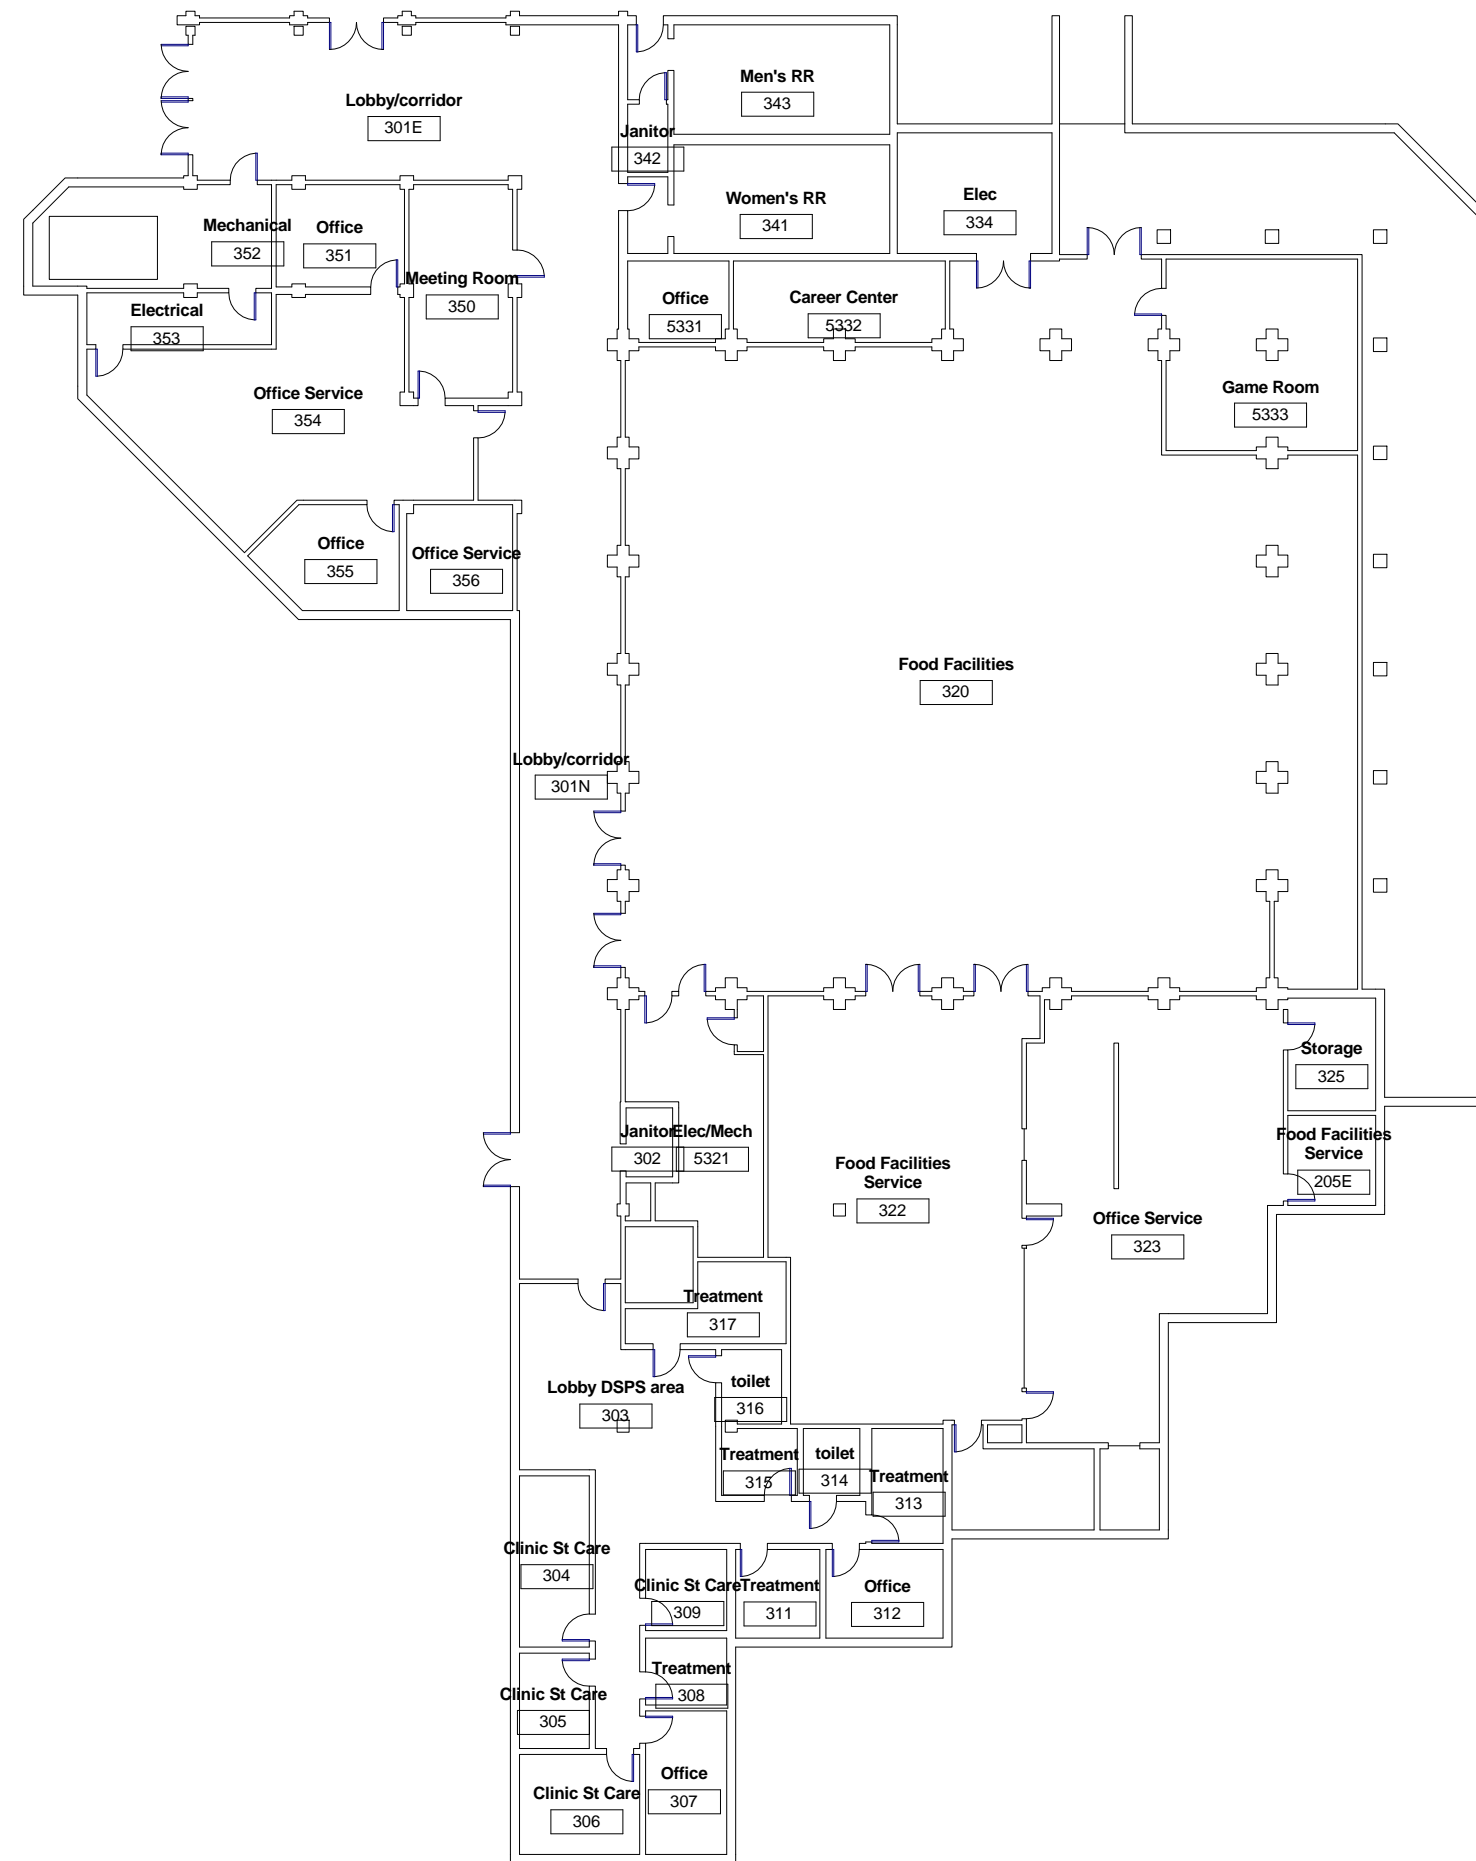 Men's RR
343
Lobby/corridor
301E
Janitor
342
Women's RR
341
Elec
334
Mechanical
352
Office
351
Meeting Room
350
Electrical
353
Office
5331
Career Center
5332
Game Room
5333
Office Service
354
Office
355
Office Service
356
Food Facilities
320
Lobby/corridor
301N
Storage
325
Janitor
302
Elec/Mech
5321
Food Facilities
Service
322
Food Facilities
Service
205E
Office Service
323
Treatment
317
Lobby DSPS area
303
toilet
316
Treatment
315
toilet
314
Treatment
313
Clinic St Care
304
Clinic St Care
309
Treatment
311
Office
312
Treatment
308
Clinic St Care
305
Office
307
Clinic St Care
306